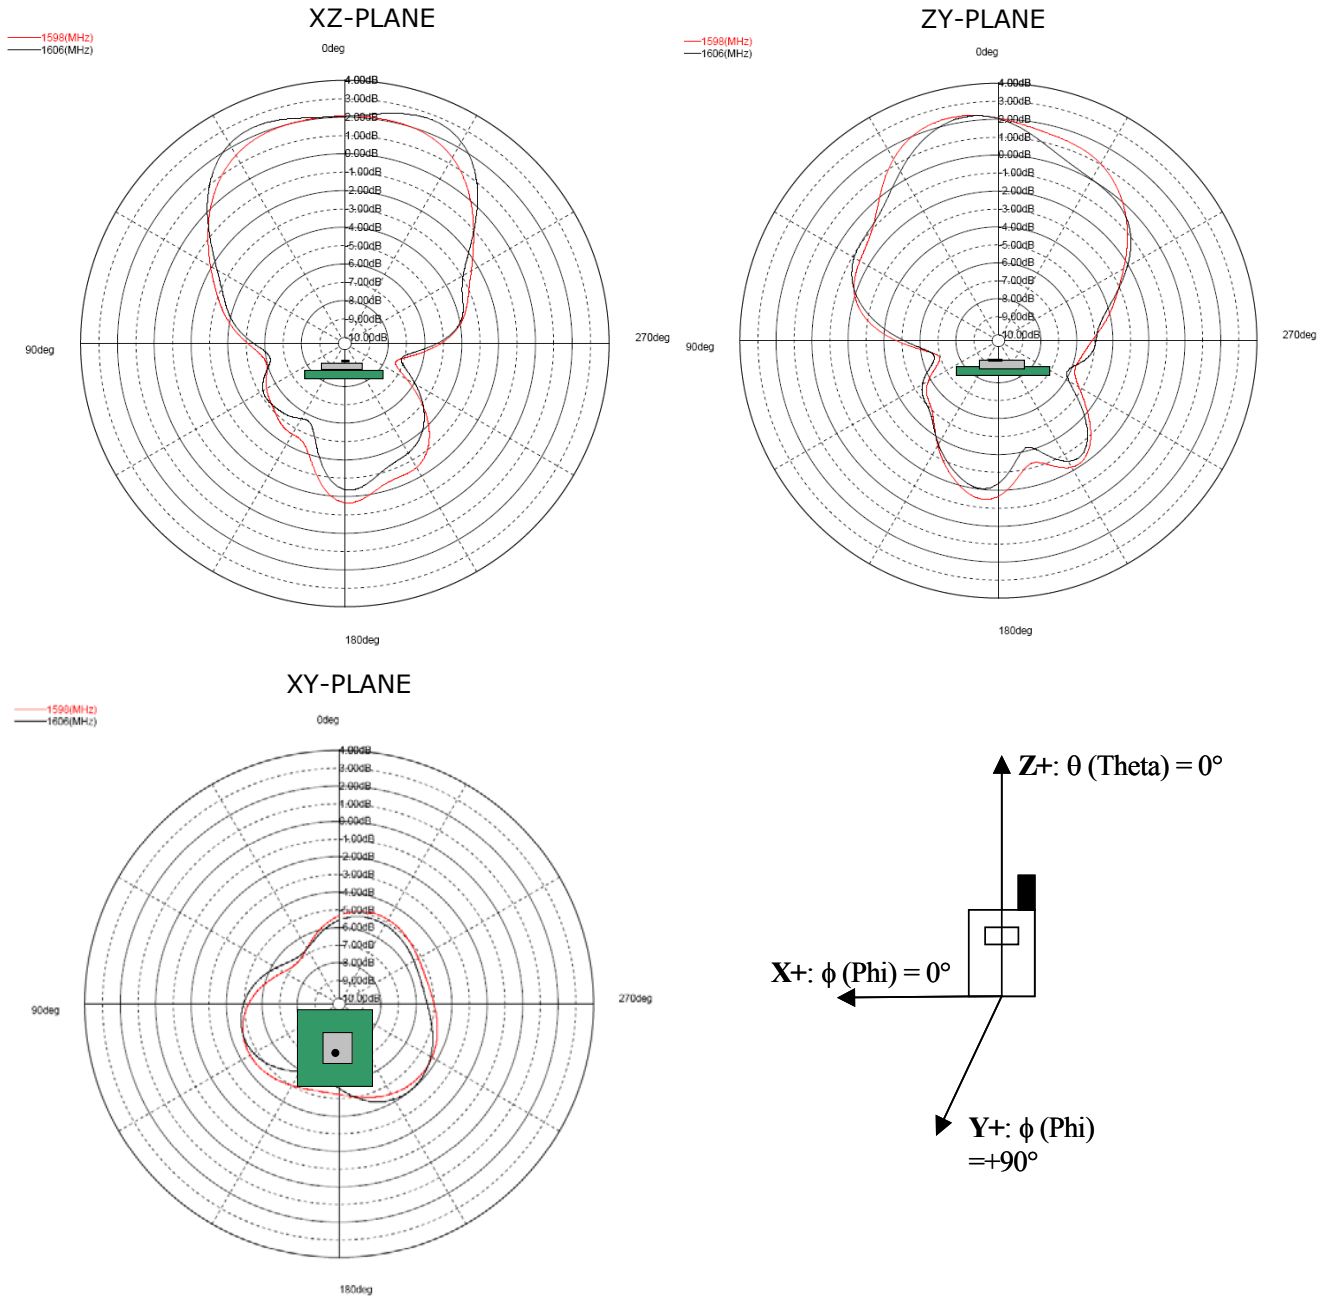 XZ-PLANE
1598(MHz)
1606(MHz)
0deg
4.00dB
3.00dB
2.00dB
1.00dB
0.00dB
-1.00dB
-2.00dB
-3.00dB
-4.00dB
-5.00dB
-6.00dB
-7.00dB
-8.00dB
-9.00dB
-10.00dB
90deg
270deg
180deg
ZY-PLANE
1598(MHz)
1606(MHz)
0deg
4.00dB
3.00dB
2.00dB
1.00dB
0.00dB
-1.00dB
-2.00dB
-3.00dB
-4.00dB
-5.00dB
-6.00dB
-7.00dB
-8.00dB
-9.00dB
-10.00dB
90deg
270deg
180deg
XY-PLANE
1598(MHz)
1606(MHz)
0deg
4.00dB
3.00dB
2.00dB
1.00dB
0.00dB
-1.00dB
-2.00dB
-3.00dB
-4.00dB
-5.00dB
-6.00dB
-7.00dB
-8.00dB
-9.00dB
-10.00dB
90deg
270deg
180deg
Z+: θ (Theta) = 0°
X+: ϕ (Phi) = 0°
Y+: ϕ (Phi)
=+90°